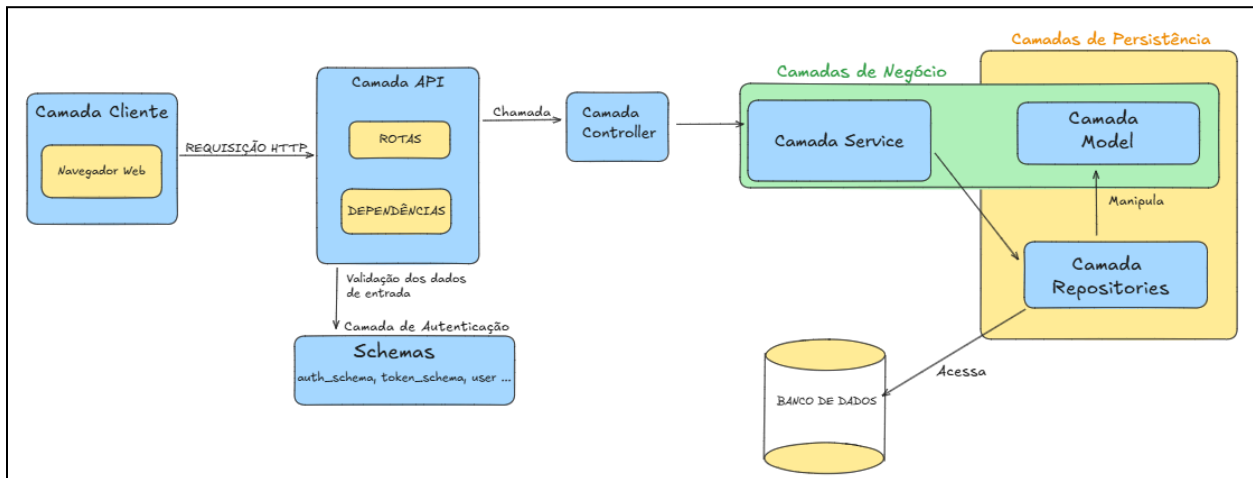 Camadas de Persistência
Camadas de Negócio
Camada API
Camada Cliente
Navegador Web
REQUISIÇÃO HTTP
ROTAS
DEPENDÊNCIAS
Chamada
Camada
Controller
Camada Service
Camada
Model
Manipula
Camada
Repositories
Validação dos dados
de entrada
Camada de Autenticação
Schemas
auth_schema, token_schema, user ...
Acessa
BANCO DE DADOS